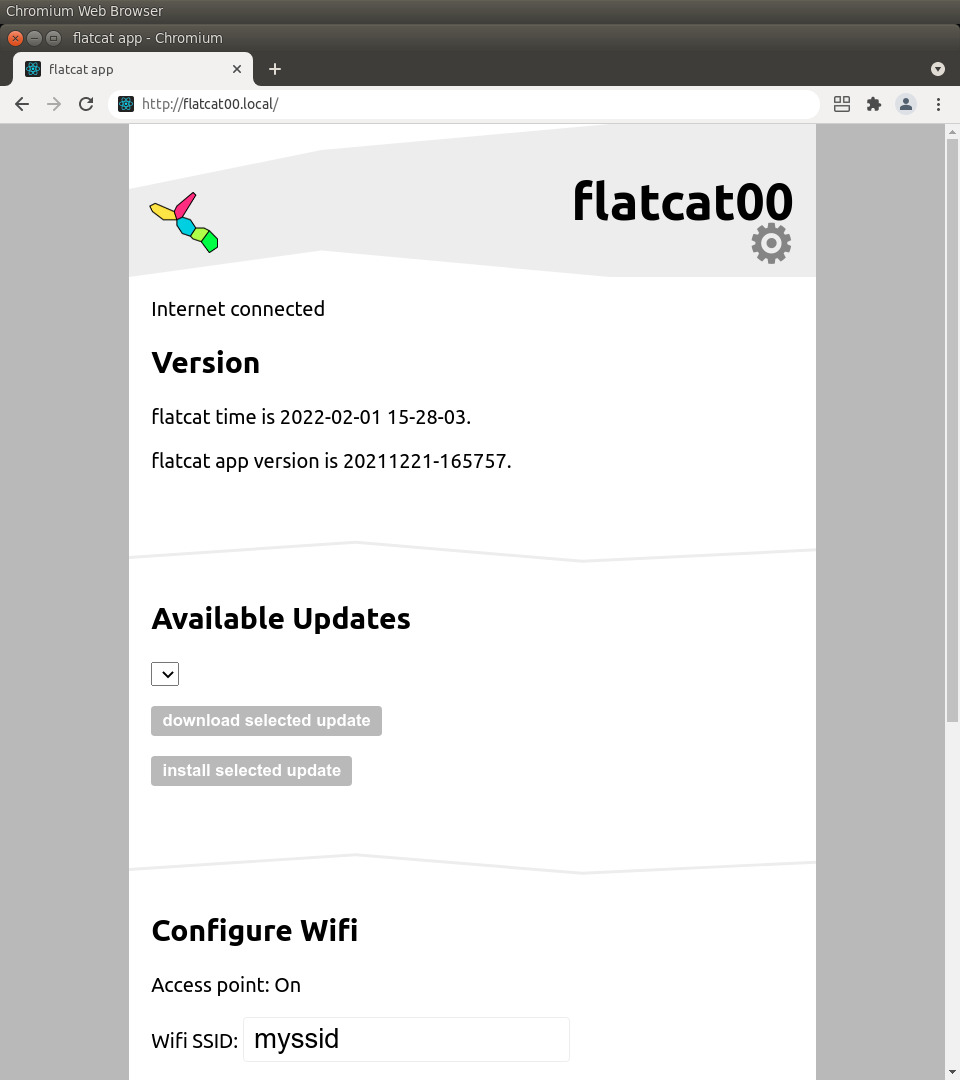 Chromium Web Browser
flatcat app - Chromium
flatcat app
http://flatcat00.local/
flatcat00
Internet connected
Version
flatcat time is 2022-02-01 15-28-03.
flatcat app version is 20211221-165757.
Available Updates
download selected update
install selected update
Configure Wifi
Access point: On
Wifi SSID: myssid